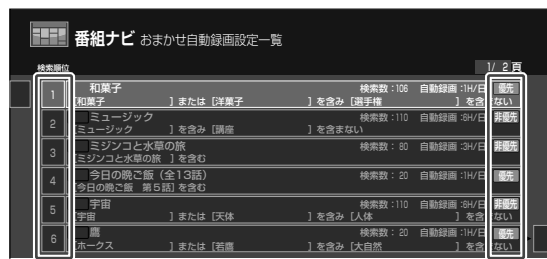 番組ナビ おまかせ自動録画設定一覧
検索順位 1/ 2 頁
1 和菓子 検索数：106 自動録画：1H/日 優先
[和菓子 ] または [洋菓子 ] を含み [選手権 ] を含まない
2 ミュージック 検索数：110 自動録画：6H/日 非優先
[ミュージック ] を含み [講座 ] を含まない
3 ミジンコと水草の旅 検索数： 80 自動録画：3H/日 非優先
[ミジンコと水草の旅 ] を含む
4 今日の晩ご飯（全13話） 検索数： 20 自動録画：1H/日 優先
[今日の晩ご飯 第５話] を含む
5 宇宙 検索数：110 自動録画：6H/日 非優先
[宇宙 ] または [天体 ] を含み [人体 ] を含まない
6 鷹 検索数： 20 自動録画：1H/日 優先
[ホークス ] または [若鷹 ] を含み [大自然 ] を含まない